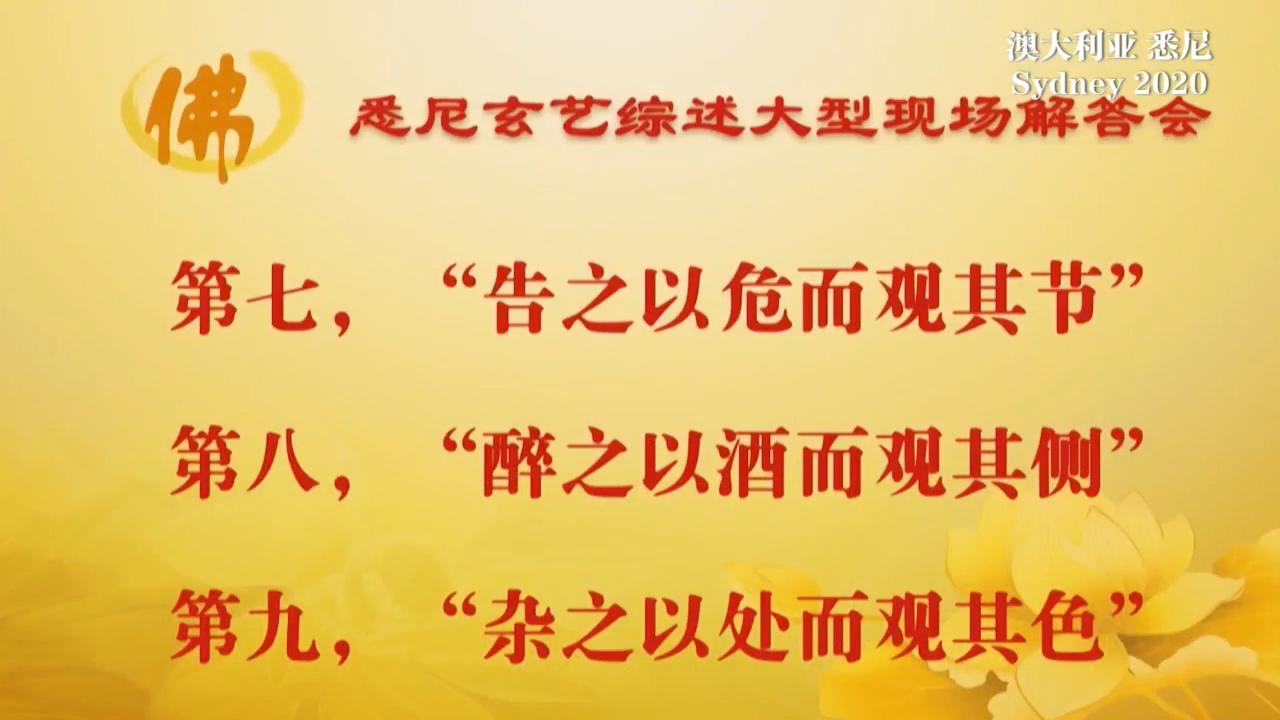 澳大利亚 悉尼
Sydney 2020
佛
悉尼玄艺综述大型现场解答会
第七，“告之以危而观其节”
第八，“醉之以酒而观其侧”
第九，“杂之以处而观其色”